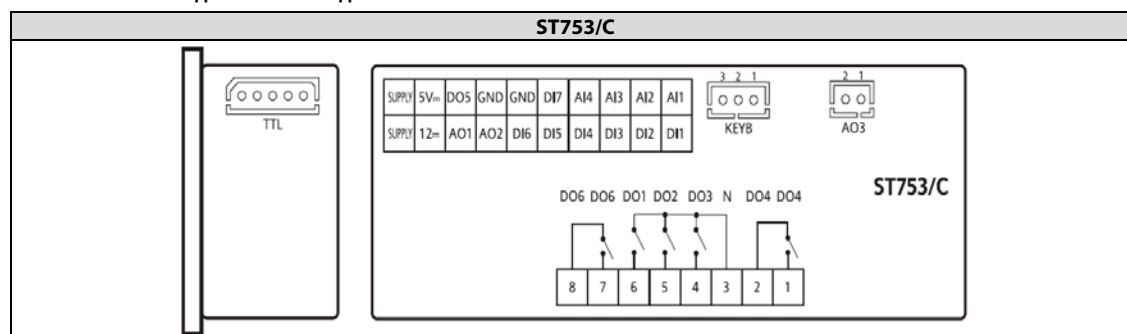 ST753/C
TTL
SUPPLY 5V⎓ DO5 GND GND DI7 AI4 AI3 AI2 AI1
SUPPLY 12⎓ AO1 AO2 DI6 DI5 DI4 DI3 DI2 DI1
3 2 1
KEYB
2 1
AO3
ST753/C
DO6 DO6 DO1 DO2 DO3 N DO4 DO4
8 7 6 5 4 3 2 1